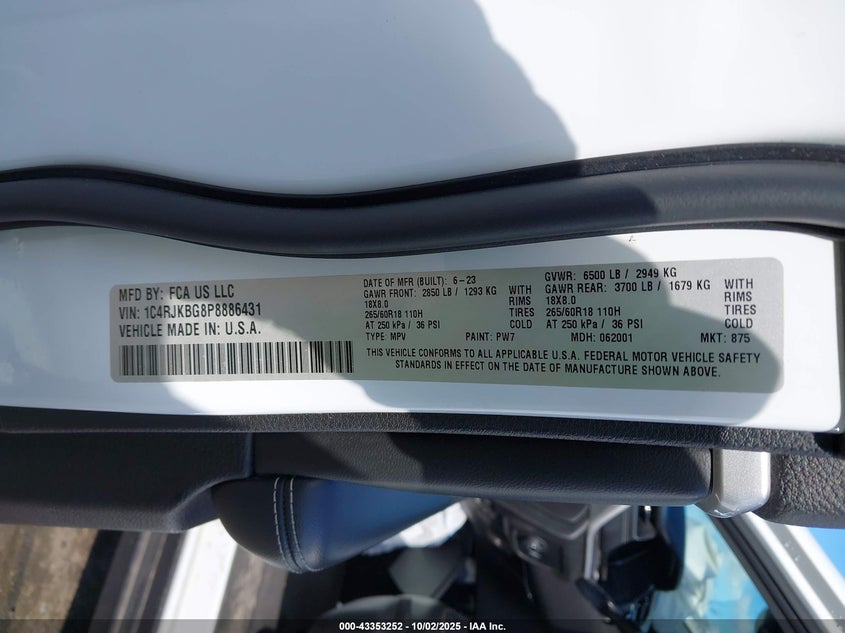 MFD BY: FCA US LLC
VIN: 1C4RJKBG8P8886431
VEHICLE MADE IN: U.S.A.
DATE OF MFR (BUILT): 6-23
GAWR FRONT: 2850 LB / 1293 KG WITH
18X8.0 RIMS
265/60R18 110H TIRES
AT 250 kPa / 36 PSI COLD
TYPE: MPV PAINT: PW7
GVWR: 6500 LB / 2949 KG
GAWR REAR: 3700 LB / 1679 KG WITH
18X8.0 RIMS
265/60R18 110H TIRES
AT 250 kPa / 36 PSI COLD
MDH: 062001 MKT: 875
THIS VEHICLE CONFORMS TO ALL APPLICABLE U.S.A. FEDERAL MOTOR VEHICLE SAFETY
STANDARDS IN EFFECT ON THE DATE OF MANUFACTURE SHOWN ABOVE.
000-43353252 - 10/02/2025 - IAA Inc.